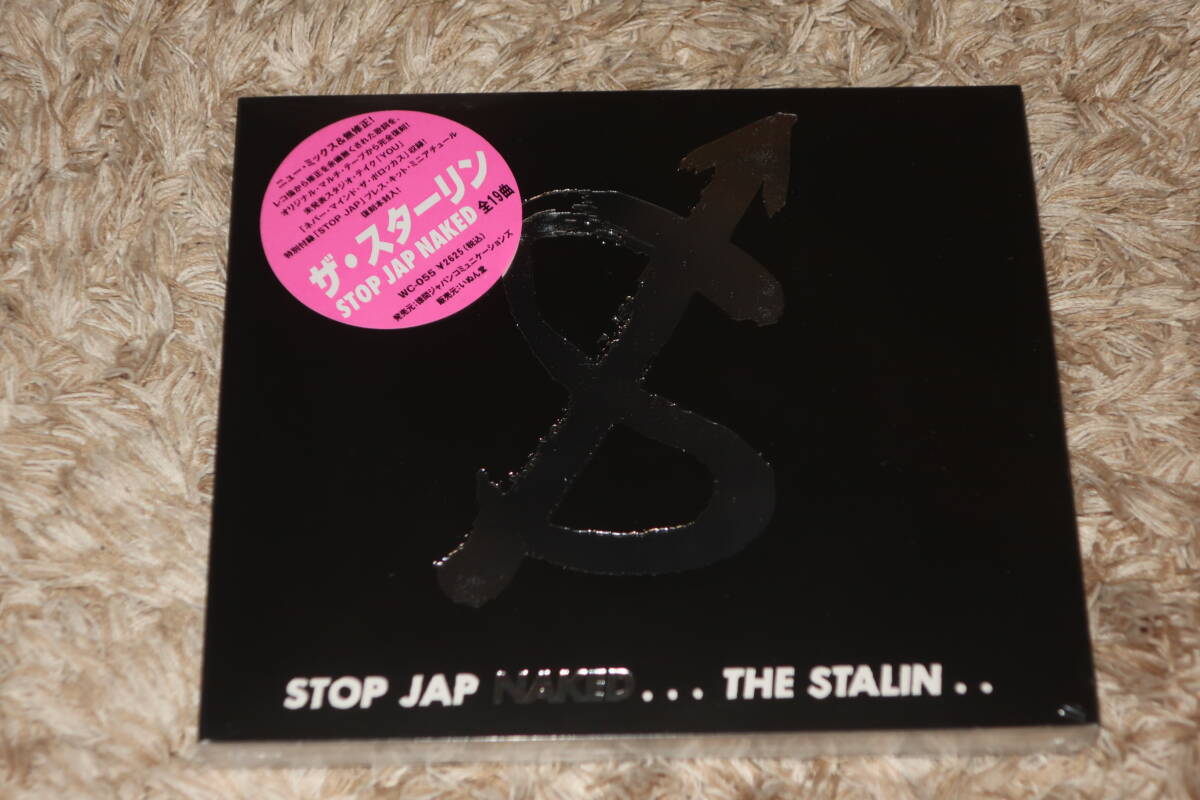 ニュー・ミックス&無修正!
レコ倫から修正を余儀無くされた歌詞を、
オリジナル・マルチ・テープから完全復刻!
未発表スタジオ・テイク「YOU」
「ネバー・マインド・ザ・ボロッカス」収録!
特別付録「STOP JAP」プレス・キット・ミニアチュール
復刻本封入!
ザ・スターリン
STOP JAP NAKED 全19曲
WC-055 ¥2625(税込)
発売元:徳間ジャパンコミュニケーションズ
販売元:いぬん堂
STOP JAP NAKED... THE STALIN..